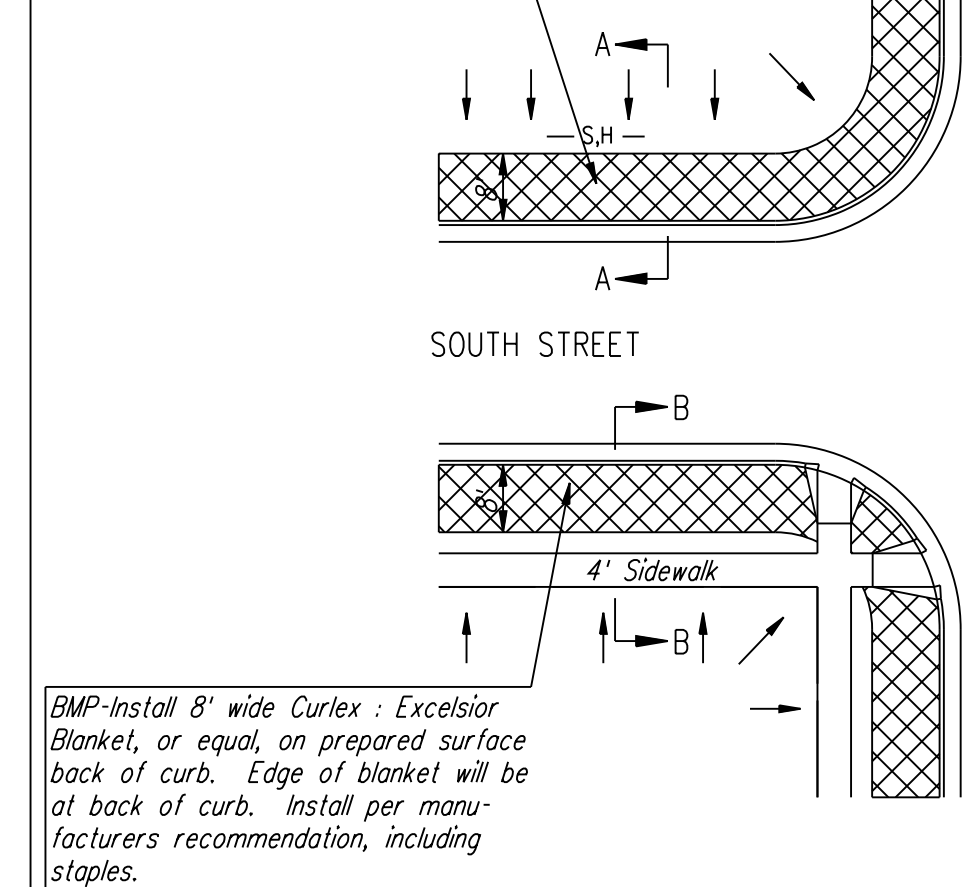 A
S,H
8'
A
SOUTH STREET
B
8'
4' Sidewalk
B
BMP-Install 8' wide Curlex : Excelsior
Blanket, or equal, on prepared surface
back of curb. Edge of blanket will be
at back of curb. Install per manu-
facturers recommendation, including
staples.